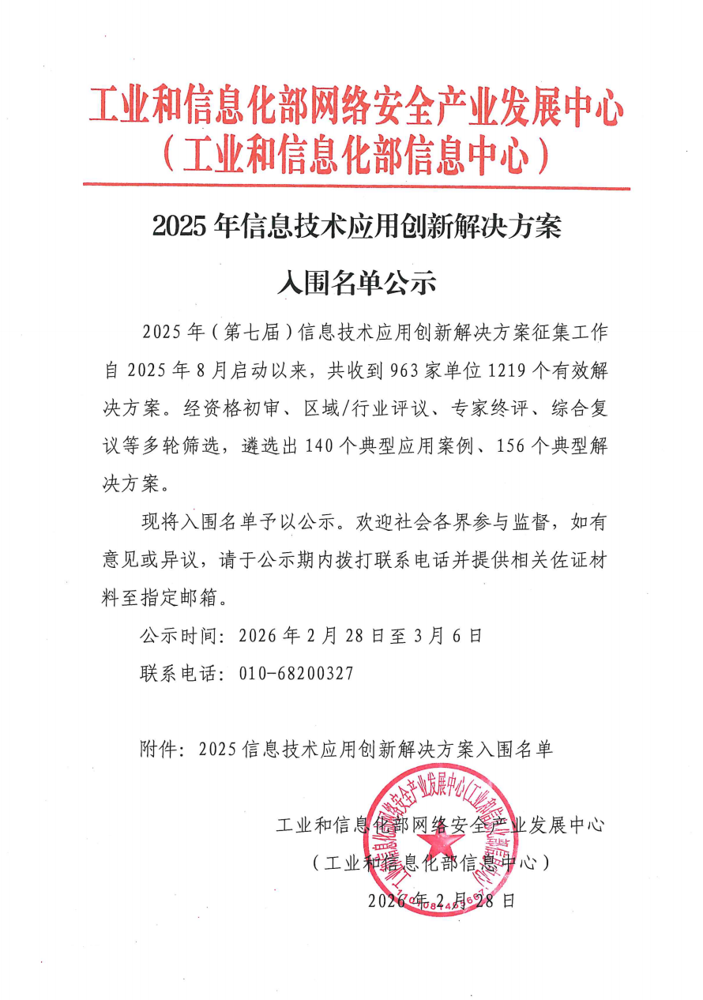 工业和信息化部网络安全产业发展中心
（工业和信息化部信息中心）
2025 年信息技术应用创新解决方案
入围名单公示
2025 年（第七届）信息技术应用创新解决方案征集工作
自 2025 年 8 月启动以来，共收到 963 家单位 1219 个有效解
决方案。经资格初审、区域/行业评议、专家终评、综合复
议等多轮筛选，遴选出 140 个典型应用案例、156 个典型解
决方案。
现将入围名单予以公示。欢迎社会各界参与监督，如有
意见或异议，请于公示期内拨打联系电话并提供相关佐证材
料至指定邮箱。
公示时间：2026 年 2 月 28 日至 3 月 6 日
联系电话：010-68200327
附件：2025 信息技术应用创新解决方案入围名单
工业和信息化部网络安全产业发展中心（工业和信息化部信息中心）
工业和信息化部网络安全产业发展中心
（工业和信息化部信息中心）
2026 年 2 月 28 日